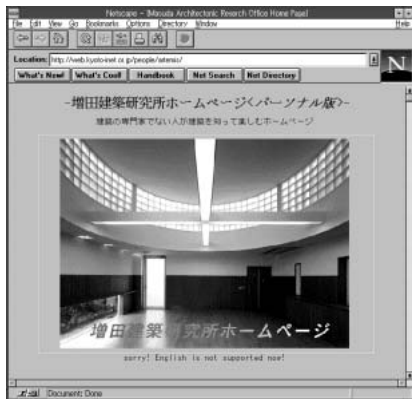 Netscape - [Masuda Architectonic Research Office Home Page]
File Edit View Go Bookmarks Options Directory Window Help
Location: http://web.kyoto-inet.or.jp/people/artemis/
N
What's New! What's Cool! Handbook Net Search Net Directory
-増田建築研究所ホームページ<パーソナル版>-
建築の専門家でない人が建築を知って楽しむホームページ
増田建築研究所ホームページ
sorry! English is not supported now!
Document: Done